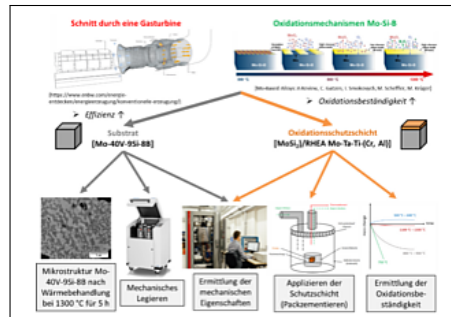 Schnitt durch eine Gasturbine
Oxidationsmechanismen Mo-Si-B
[https://www.enbw.com/energie-
entdecken/energieerzeugung/konventionelle-erzeugung/]
➢ Effizienz ↑
➢ Oxidationsbeständigkeit ↑
Substrat
[Mo-40V-9Si-8B]
Oxidationsschutzschicht
[MoSi₂]/RHEA Mo-Ta-Ti-(Cr, Al)]
Mikrostruktur Mo-
40V-9Si-8B nach
Wärmebehandlung
bei 1300 °C für 5 h
Mechanisches
Legieren
Ermittlung der
mechanischen
Eigenschaften
Applizieren der
Schutzschicht
(Packzementieren)
Ermittlung der
Oxidationsbe-
ständigkeit